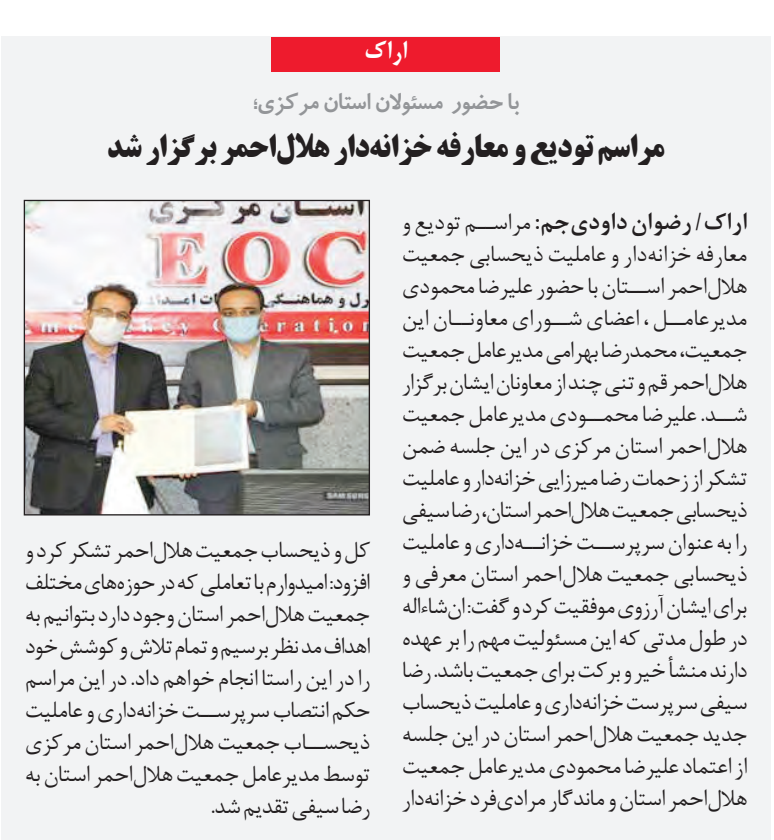 اراک
با حضور مسئولان استان مرکزی؛
مراسم تودیع و معارفه خزانه‌دار هلال‌احمر برگزار شد
اراک / رضوان داودی جم: مراسم تودیع و
معارفه خزانه‌دار و عاملیت ذیحسابی جمعیت
هلال‌احمر استان با حضور علیرضا محمودی
مدیرعامل ، اعضای شورای معاونان این
جمعیت، محمدرضا بهرامی مدیرعامل جمعیت
هلال‌احمر قم و تنی چند از معاونان ایشان برگزار
شد. علیرضا محمودی مدیرعامل جمعیت
هلال‌احمر استان مرکزی در این جلسه ضمن
تشکر از زحمات رضا میرزایی خزانه‌دار و عاملیت
ذیحسابی جمعیت هلال‌احمر استان، رضا سیفی
را به عنوان سرپرست خزانه‌داری و عاملیت
ذیحسابی جمعیت هلال‌احمر استان معرفی و
برای ایشان آرزوی موفقیت کرد و گفت: ان‌شاءاله
در طول مدتی که این مسئولیت مهم را بر عهده
دارند منشأ خیر و برکت برای جمعیت باشد. رضا
سیفی سرپرست خزانه‌داری و عاملیت ذیحساب
جدید جمعیت هلال‌احمر استان در این جلسه
از اعتماد علیرضا محمودی مدیرعامل جمعیت
هلال‌احمر استان و ماندگار مرادی‌فرد خزانه‌دار
استان مرکزی
EOC
رل و هماهنگی
Emergency Operation
SAMSUNG
کل و ذیحساب جمعیت هلال‌احمر تشکر کرد و
افزود: امیدوارم با تعاملی که در حوزه‌های مختلف
جمعیت هلال‌احمر استان وجود دارد بتوانیم به
اهداف مد نظر برسیم و تمام تلاش و کوشش خود
را در این راستا انجام خواهم داد. در این مراسم
حکم انتصاب سرپرست خزانه‌داری و عاملیت
ذیحساب جمعیت هلال‌احمر استان مرکزی
توسط مدیرعامل جمعیت هلال‌احمر استان به
رضا سیفی تقدیم شد.